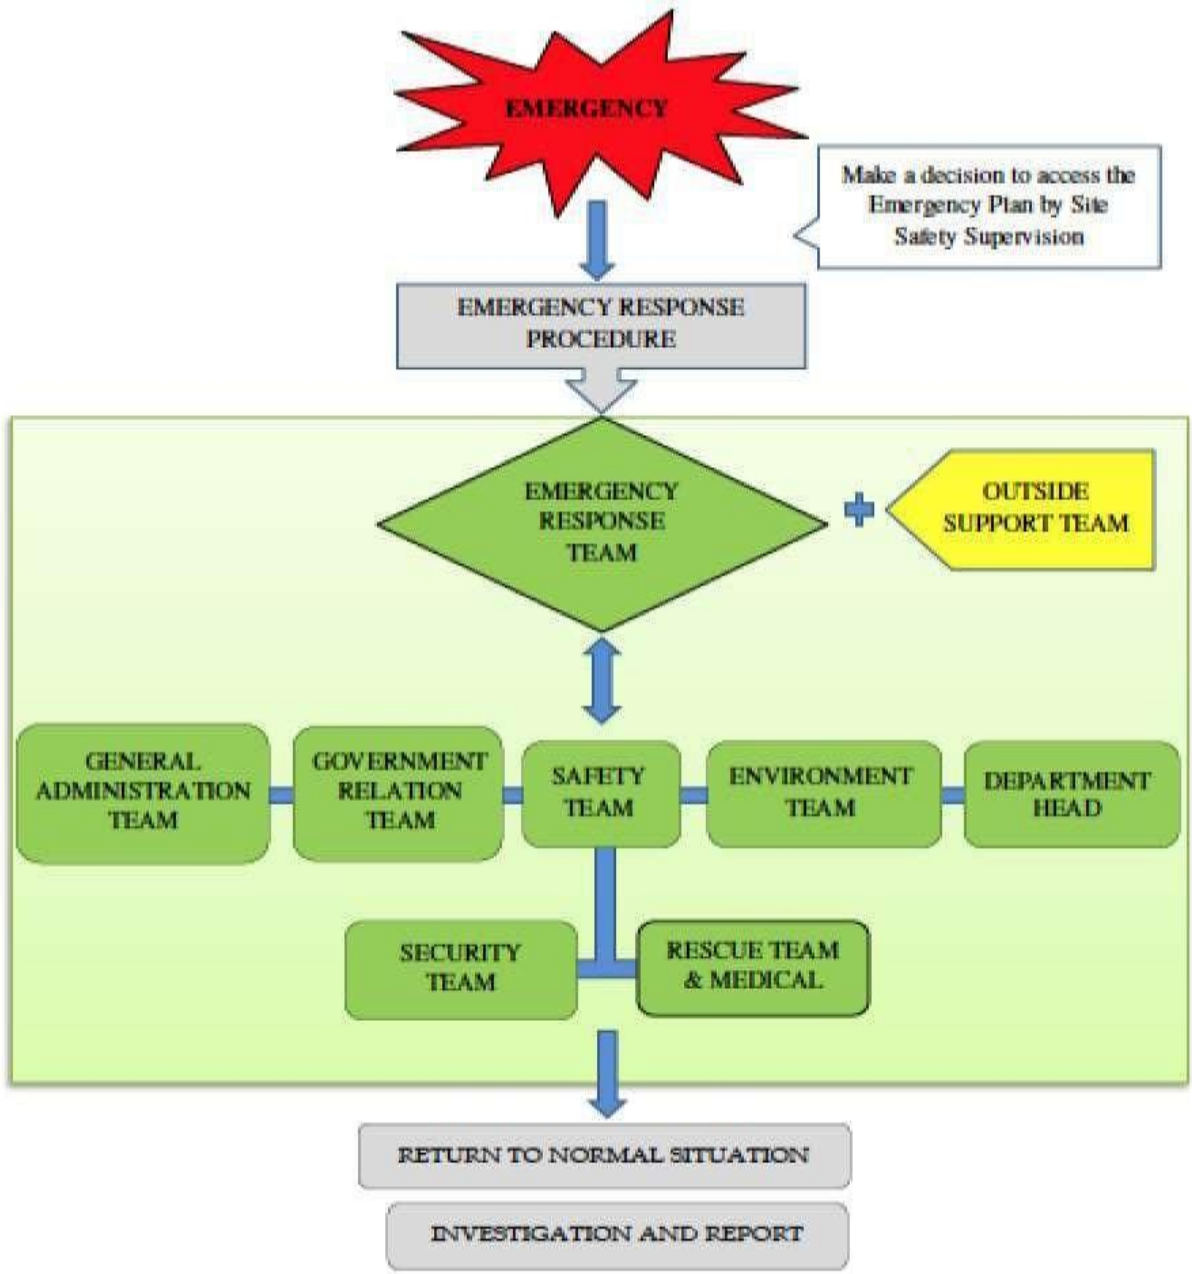 EMERGENCY
Make a decision to access the
Emergency Plan by Site
Safety Supervision
EMERGENCY RESPONSE
PROCEDURE
EMERGENCY
RESPONSE
TEAM
OUTSIDE
SUPPORT TEAM
GENERAL
ADMINISTRATION
TEAM
GOVERNMENT
RELATION
TEAM
SAFETY
TEAM
ENVIRONMENT
TEAM
DEPARTMENT
HEAD
SECURITY
TEAM
RESCUE TEAM
& MEDICAL
RETURN TO NORMAL SITUATION
INVESTIGATION AND REPORT